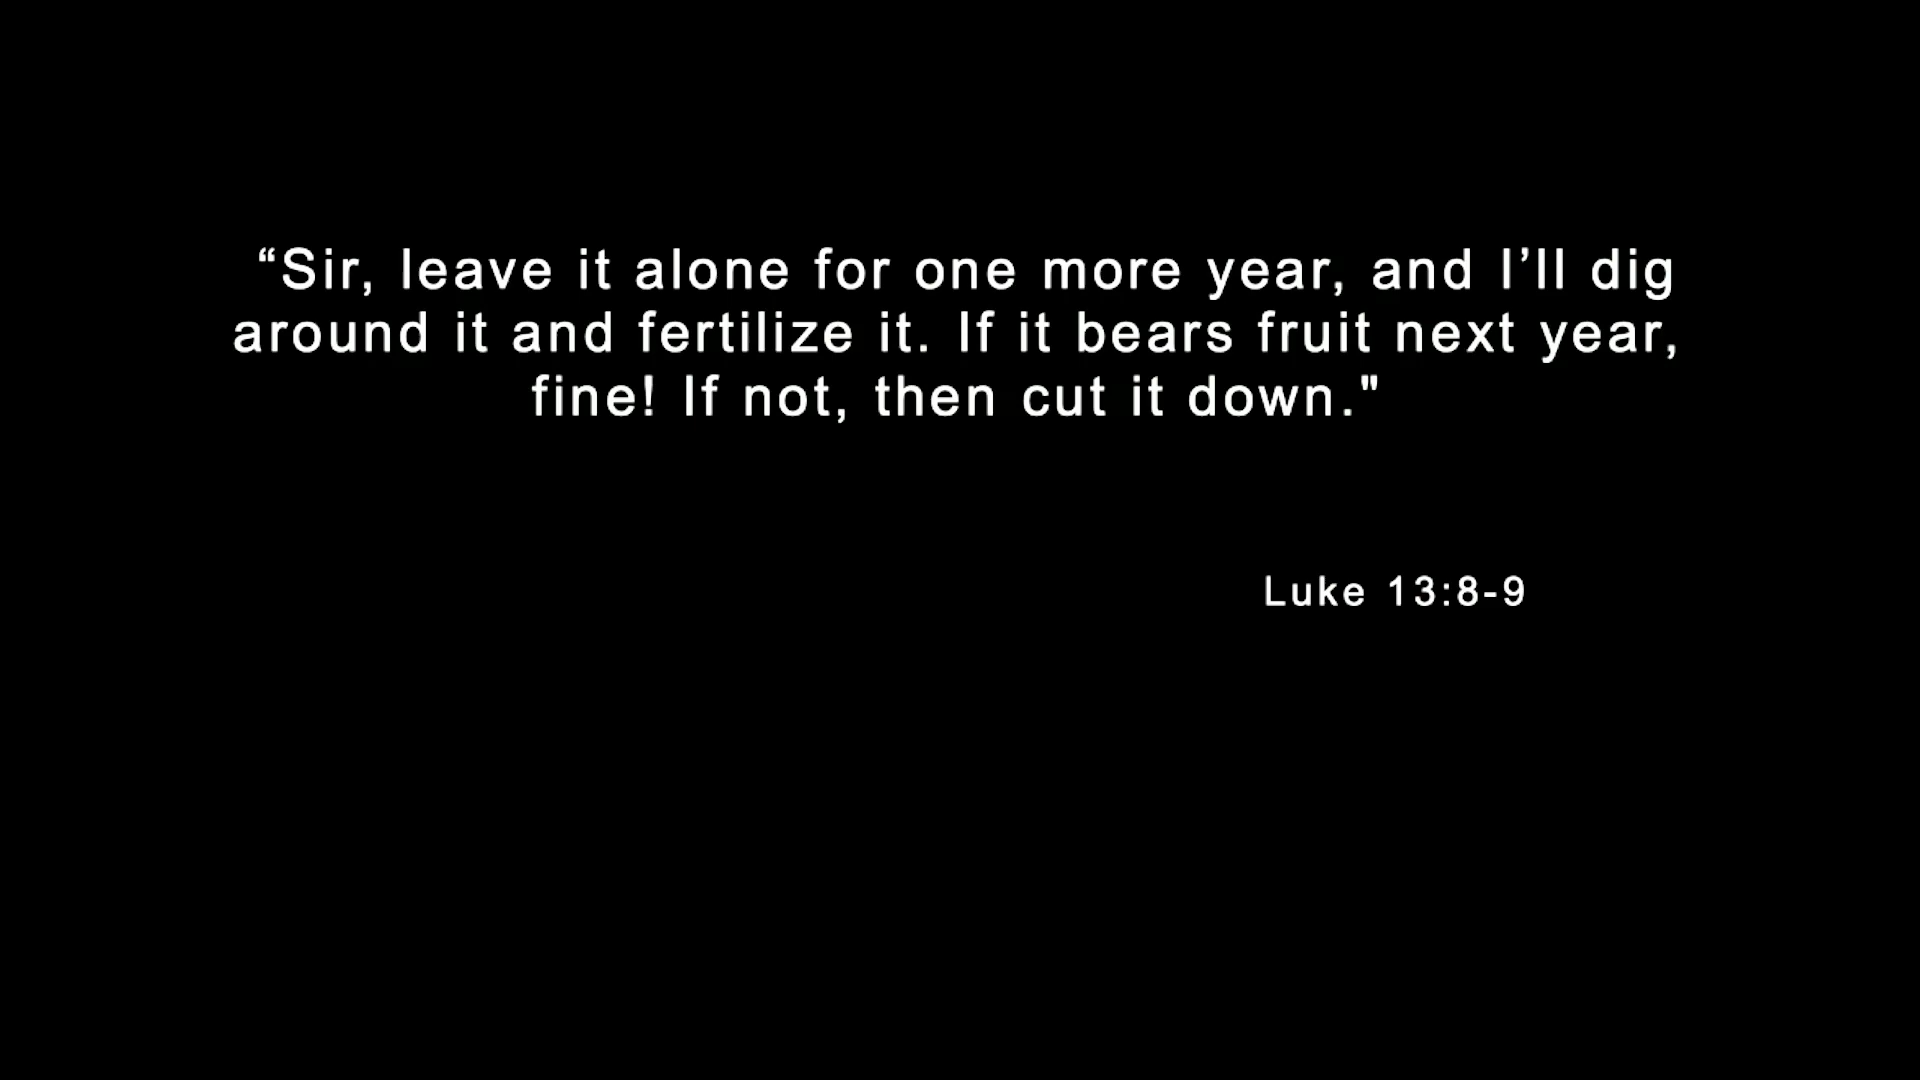 “Sir, leave it alone for one more year, and I’ll dig
around it and fertilize it. If it bears fruit next year,
fine! If not, then cut it down."
Luke 13:8-9